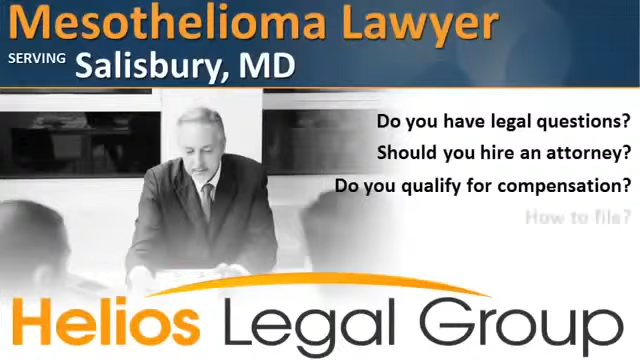 Mesothelioma Lawyer
SERVING Salisbury, MD
Do you have legal questions?
Should you hire an attorney?
Do you qualify for compensation?
How to file?
Helios Legal Group